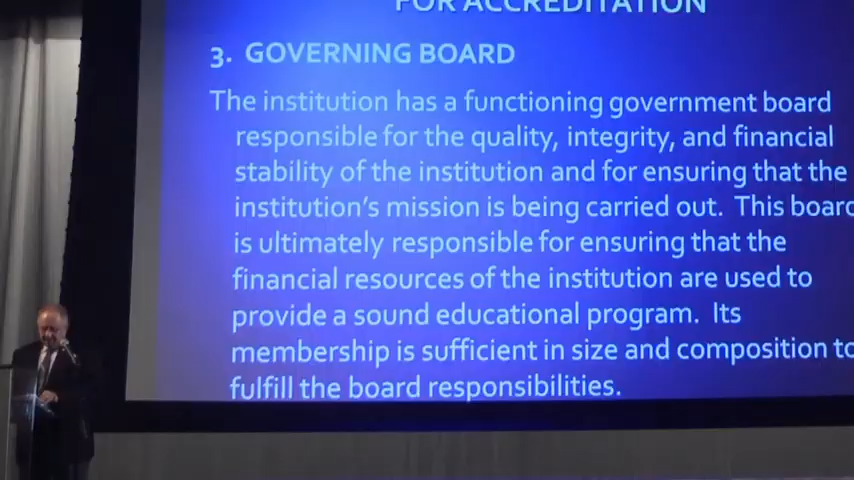 FOR ACCREDITATION
3. GOVERNING BOARD
The institution has a functioning government board
responsible for the quality, integrity, and financial
stability of the institution and for ensuring that the
institution's mission is being carried out. This board
is ultimately responsible for ensuring that the
financial resources of the institution are used to
provide a sound educational program. Its
membership is sufficient in size and composition to
fulfill the board responsibilities.